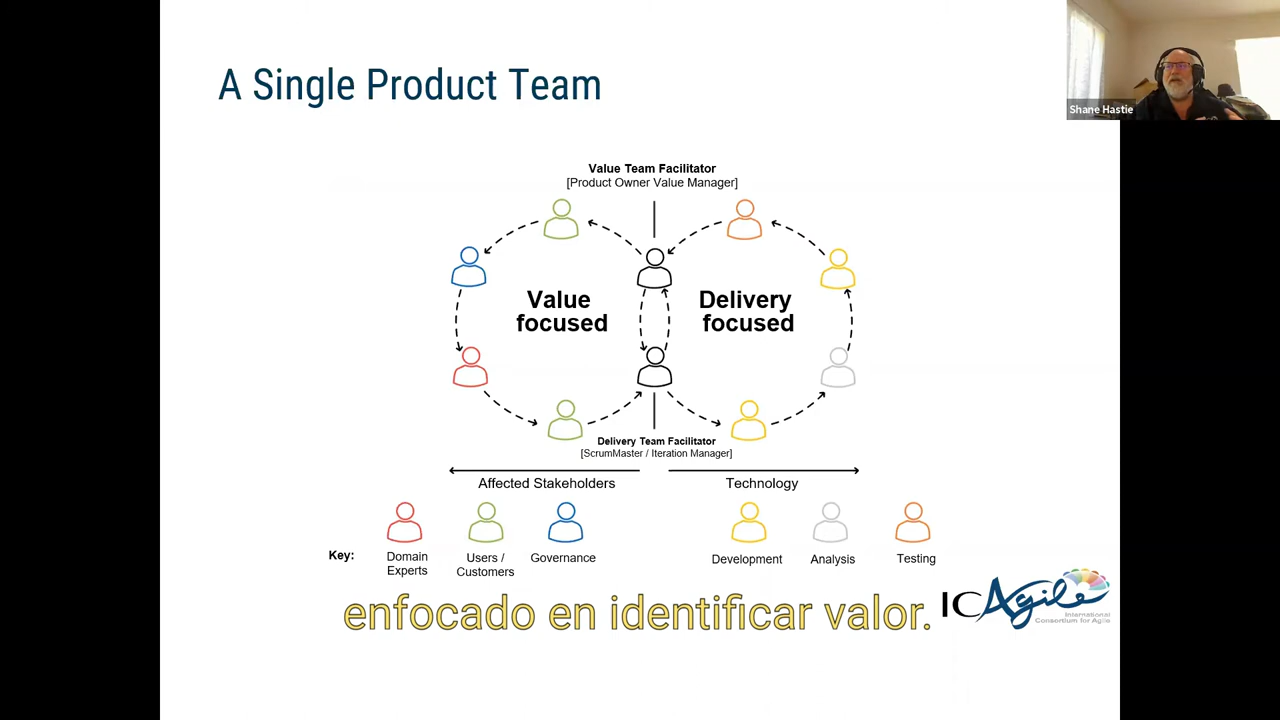 A Single Product Team
Shane Hastie
Value Team Facilitator
[Product Owner Value Manager]
Value
focused
Delivery
focused
Delivery Team Facilitator
[ScrumMaster / Iteration Manager]
Affected Stakeholders
Technology
Key:
Domain
Experts
Users /
Customers
Governance
Development
Analysis
Testing
enfocado en identificar valor.
ICAgile
International
Consortium for Agile